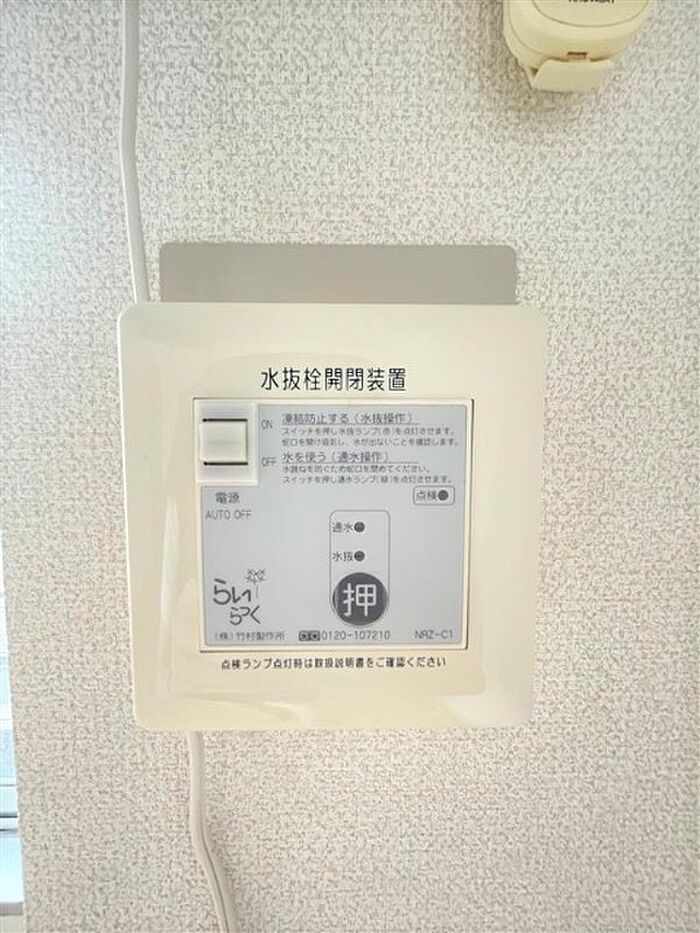 水抜栓開閉装置
ON
凍結防止する（水抜操作）
スイッチを押し水抜ランプ(赤)を点灯させます。
蛇口を開け吸気し、水が出ないことを確認します。
OFF
水を使う（通水操作）
水跳ねを防ぐため蛇口を閉めてください。
スイッチを押し通水ランプ(緑)を点灯させます。
電源
AUTO OFF
点検
通水
水抜
押
らいらっく
(株)竹村製作所 0120-107210 NAZ-C1
点検ランプ点灯時は取扱説明書をご確認ください